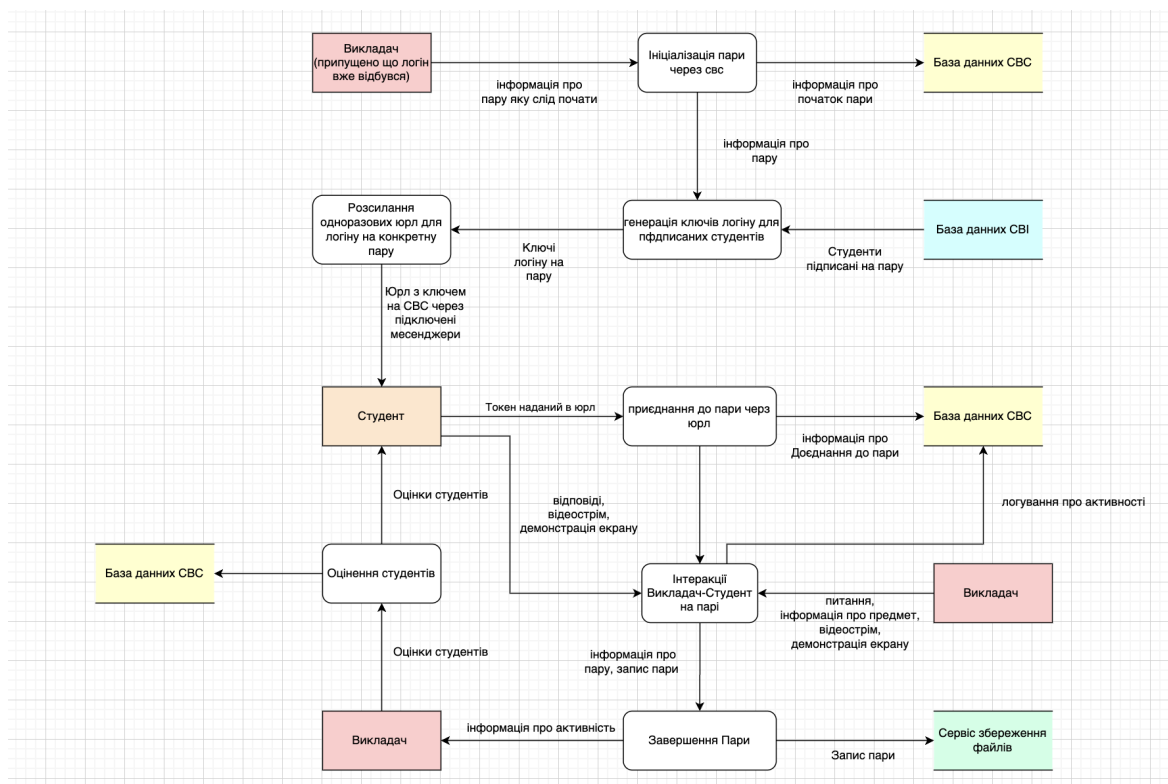 Викладач
(припущено що логін
вже відбувся)
інформація про
пару яку слід почати
Ініціалізація пари
через свс
інформація про
початок пари
База данних СВС
інформація про
пару
Розсилання
одноразових юрл для
логіну на конкретну
пару
Ключі
логіну на
пару
генерація ключів логіну для
пфдписаних студентів
Студенти
підписані на пару
База данних СВІ
Юрл з ключем
на СВС через
підключені
месенджери
Студент
Токен наданий в юрл
приєднання до пари черз
юрл
інформація про
Доєднання до пари
База данних СВС
Оцінки студентів
відповіді,
відеострім,
демонстрація екрану
логування про активності
База данних СВС
Оцінення студентів
Інтеракції
Викладач-Студент
на парі
питання,
інформація про предмет,
відеострім,
демонстрація екрану
Викладач
Оцінки студентів
інформація про
пару, запис пари
Викладач
інформація про активність
Завершення Пари
Запис пари
Сервіс збереження
файлів